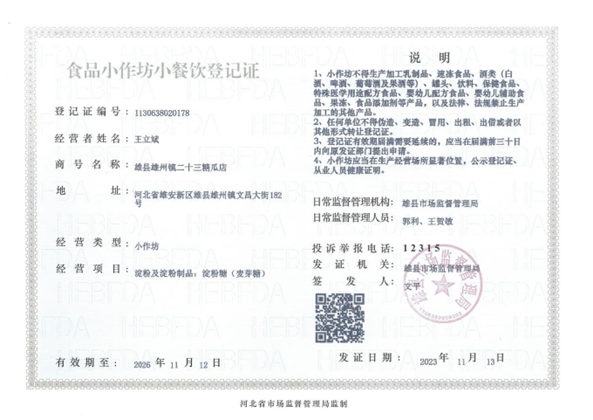 食品小作坊小餐饮登记证
登记证编号：1130638020178
经营者姓名：王立斌
商号名称：雄县雄州镇二十三糖瓜店
地址：河北省雄安新区雄县雄州镇文昌大街182
号
经营类型：小作坊
经营项目：淀粉及淀粉制品：淀粉糖（麦芽糖）
有效期至：2026 年 11 月 12 日
说明
1、小作坊不得生产加工乳制品、速冻食品、酒类（白
酒、啤酒、葡萄酒及果酒等）、罐头、饮料、保健食品、
特殊医学用途配方食品、婴幼儿配方食品、婴幼儿辅助食
品、果冻、食品添加剂等产品，以及法律、法规禁止生产
加工的其他产品。
2、任何单位不得伪造、变造、冒用、出租、出借或者以
其他形式转让登记证。
3、登记证有效期届满需要延续的，应当在届满前三十日
内向原发证部门提出申请。
4、小作坊应当在生产经营场所显著位置，公示登记证、
从业人员健康证明。
日常监督管理机构：雄县市场监督管理局
日常监督管理人员：郭利、王贺敏
投诉举报电话：12315
发证机关：雄县市场监督管理局
签发人：文平
发证日期：2023 年 11 月 13 日
河北省市场监督管理局监制